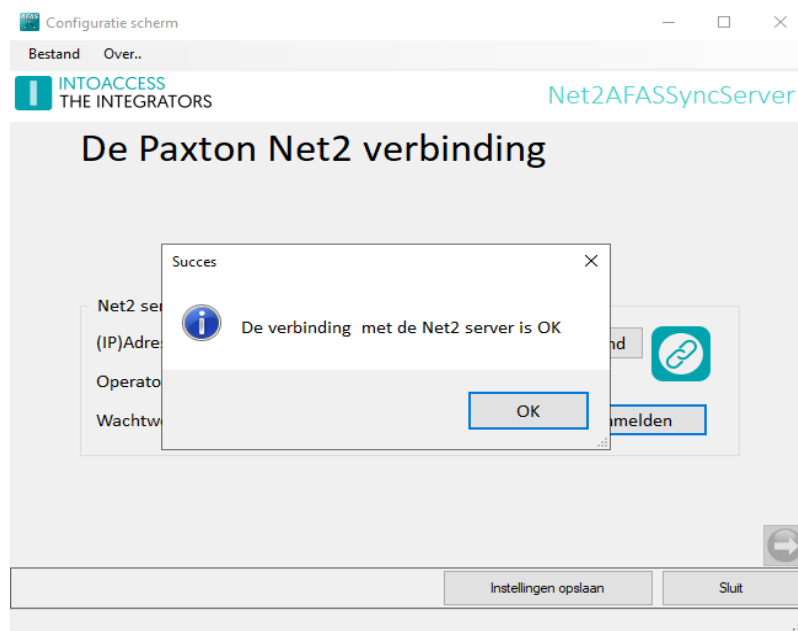 Configuratie scherm
Bestand Over..
INTOACCESS
THE INTEGRATORS
Net2AFASSyncServer
De Paxton Net2 verbinding
Succes
De verbinding met de Net2 server is OK
OK
Net2 ser
(IP)Adres
Operato
Wachtw
nd
nmelden
Instellingen opslaan
Sluit